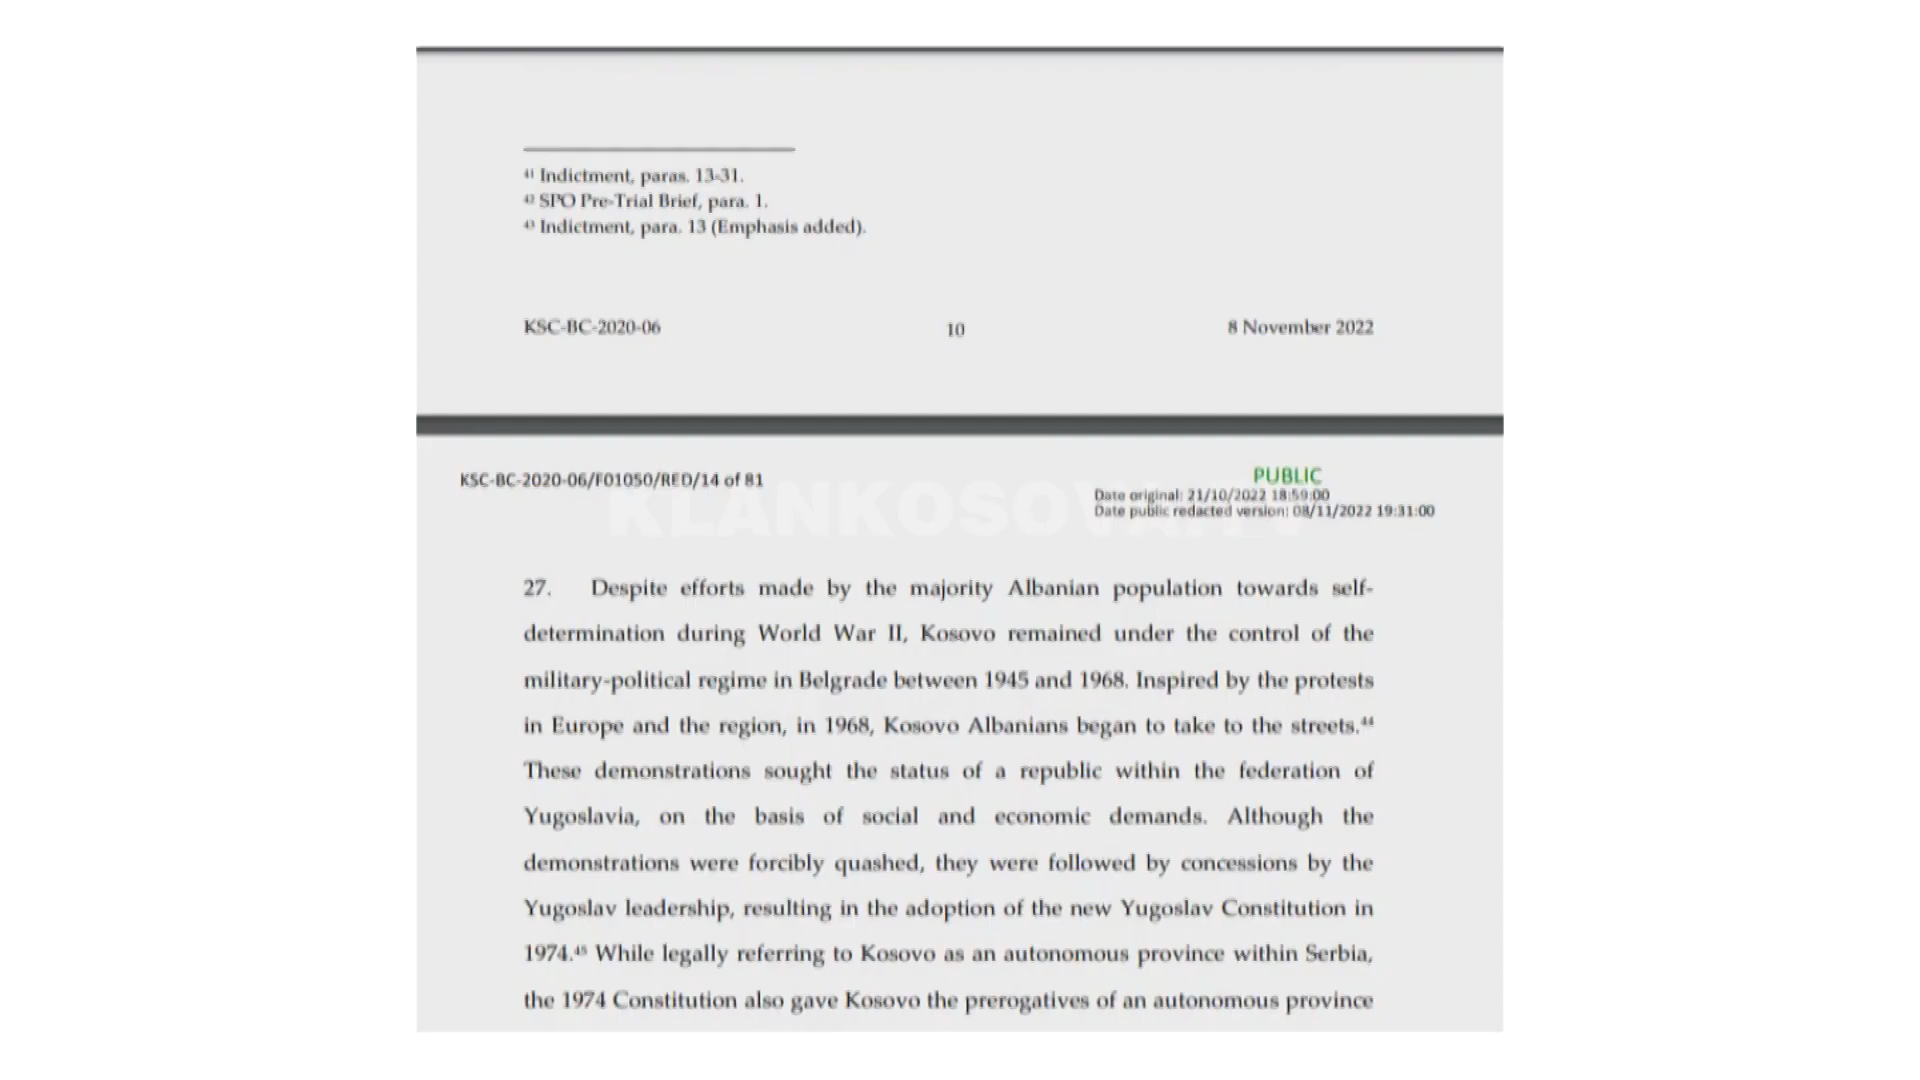 41 Indictment, paras. 13-31.
42 SPO Pre-Trial Brief, para. 1.
43 Indictment, para. 13 (Emphasis added).
KSC-BC-2020-06 10 8 November 2022
KSC-BC-2020-06/F01050/RED/14 of 81
PUBLIC
Date original: 21/10/2022 18:59:00
Date public redacted version: 08/11/2022 19:31:00
KLANKOSOVA.TV
27. Despite efforts made by the majority Albanian population towards self-
determination during World War II, Kosovo remained under the control of the
military-political regime in Belgrade between 1945 and 1968. Inspired by the protests
in Europe and the region, in 1968, Kosovo Albanians began to take to the streets.44
These demonstrations sought the status of a republic within the federation of
Yugoslavia, on the basis of social and economic demands. Although the
demonstrations were forcibly quashed, they were followed by concessions by the
Yugoslav leadership, resulting in the adoption of the new Yugoslav Constitution in
1974.45 While legally referring to Kosovo as an autonomous province within Serbia,
the 1974 Constitution also gave Kosovo the prerogatives of an autonomous province